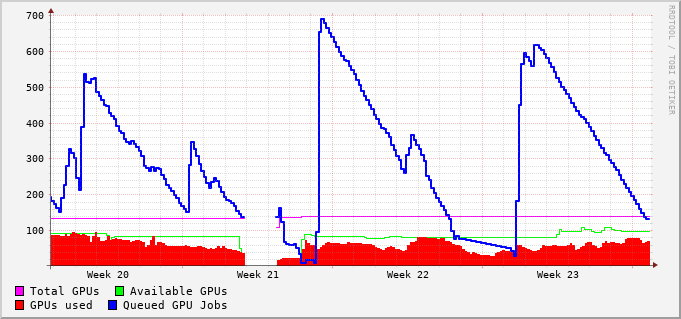 700
600
500
400
300
200
100
Week 20 Week 21 Week 22 Week 23
Total GPUs Available GPUs
GPUs used Queued GPU Jobs
RRDTOOL / TOBI OETIKER